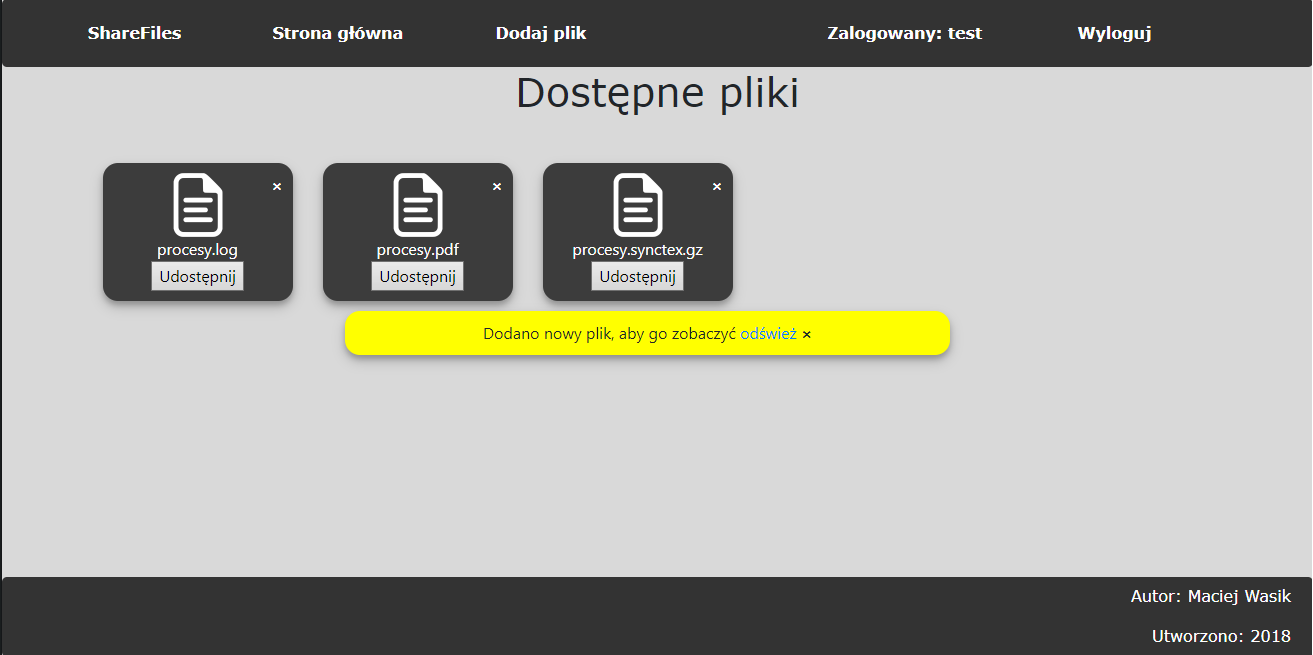 ShareFiles Strona główna Dodaj plik Zalogowany: test Wyloguj
Dostępne pliki
× × ×
procesy.log procesy.pdf procesy.synctex.gz
Udostępnij Udostępnij Udostępnij
Dodano nowy plik, aby go zobaczyć odśwież ×
Autor: Maciej Wasik
Utworzono: 2018